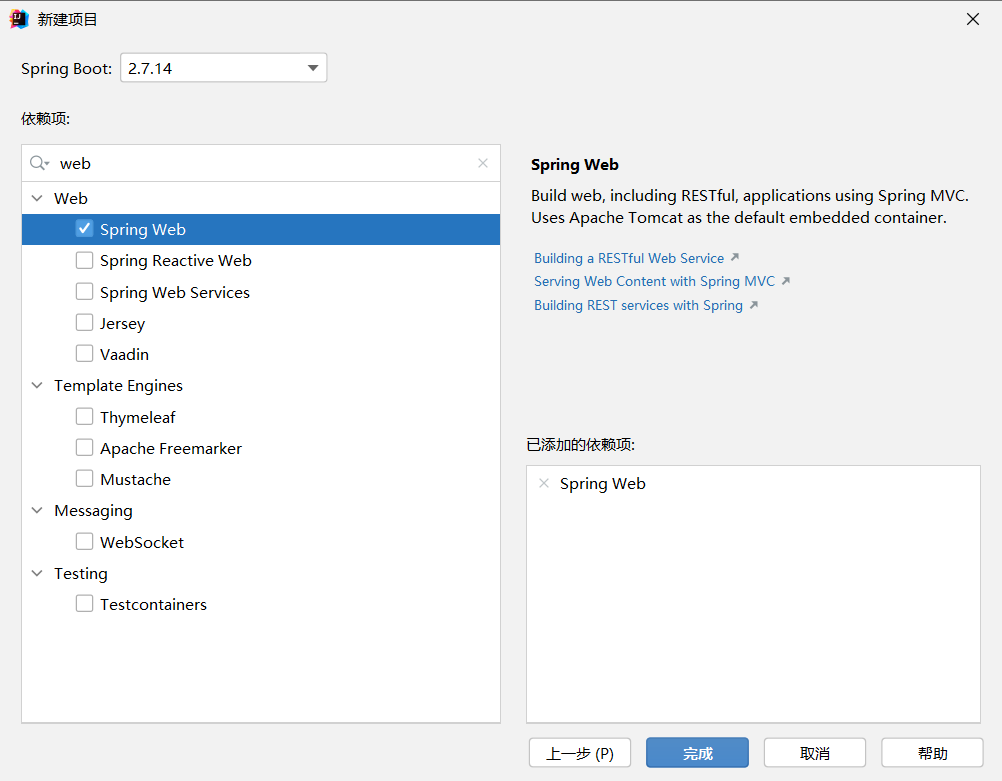 新建项目
Spring Boot: 2.7.14
依赖项:
web
Web
Spring Web
Spring Reactive Web
Spring Web Services
Jersey
Vaadin
Template Engines
Thymeleaf
Apache Freemarker
Mustache
Messaging
WebSocket
Testing
Testcontainers
Spring Web
Build web, including RESTful, applications using Spring MVC.
Uses Apache Tomcat as the default embedded container.
Building a RESTful Web Service
Serving Web Content with Spring MVC
Building REST services with Spring
已添加的依赖项:
Spring Web
上一步 (P) 完成 取消 帮助